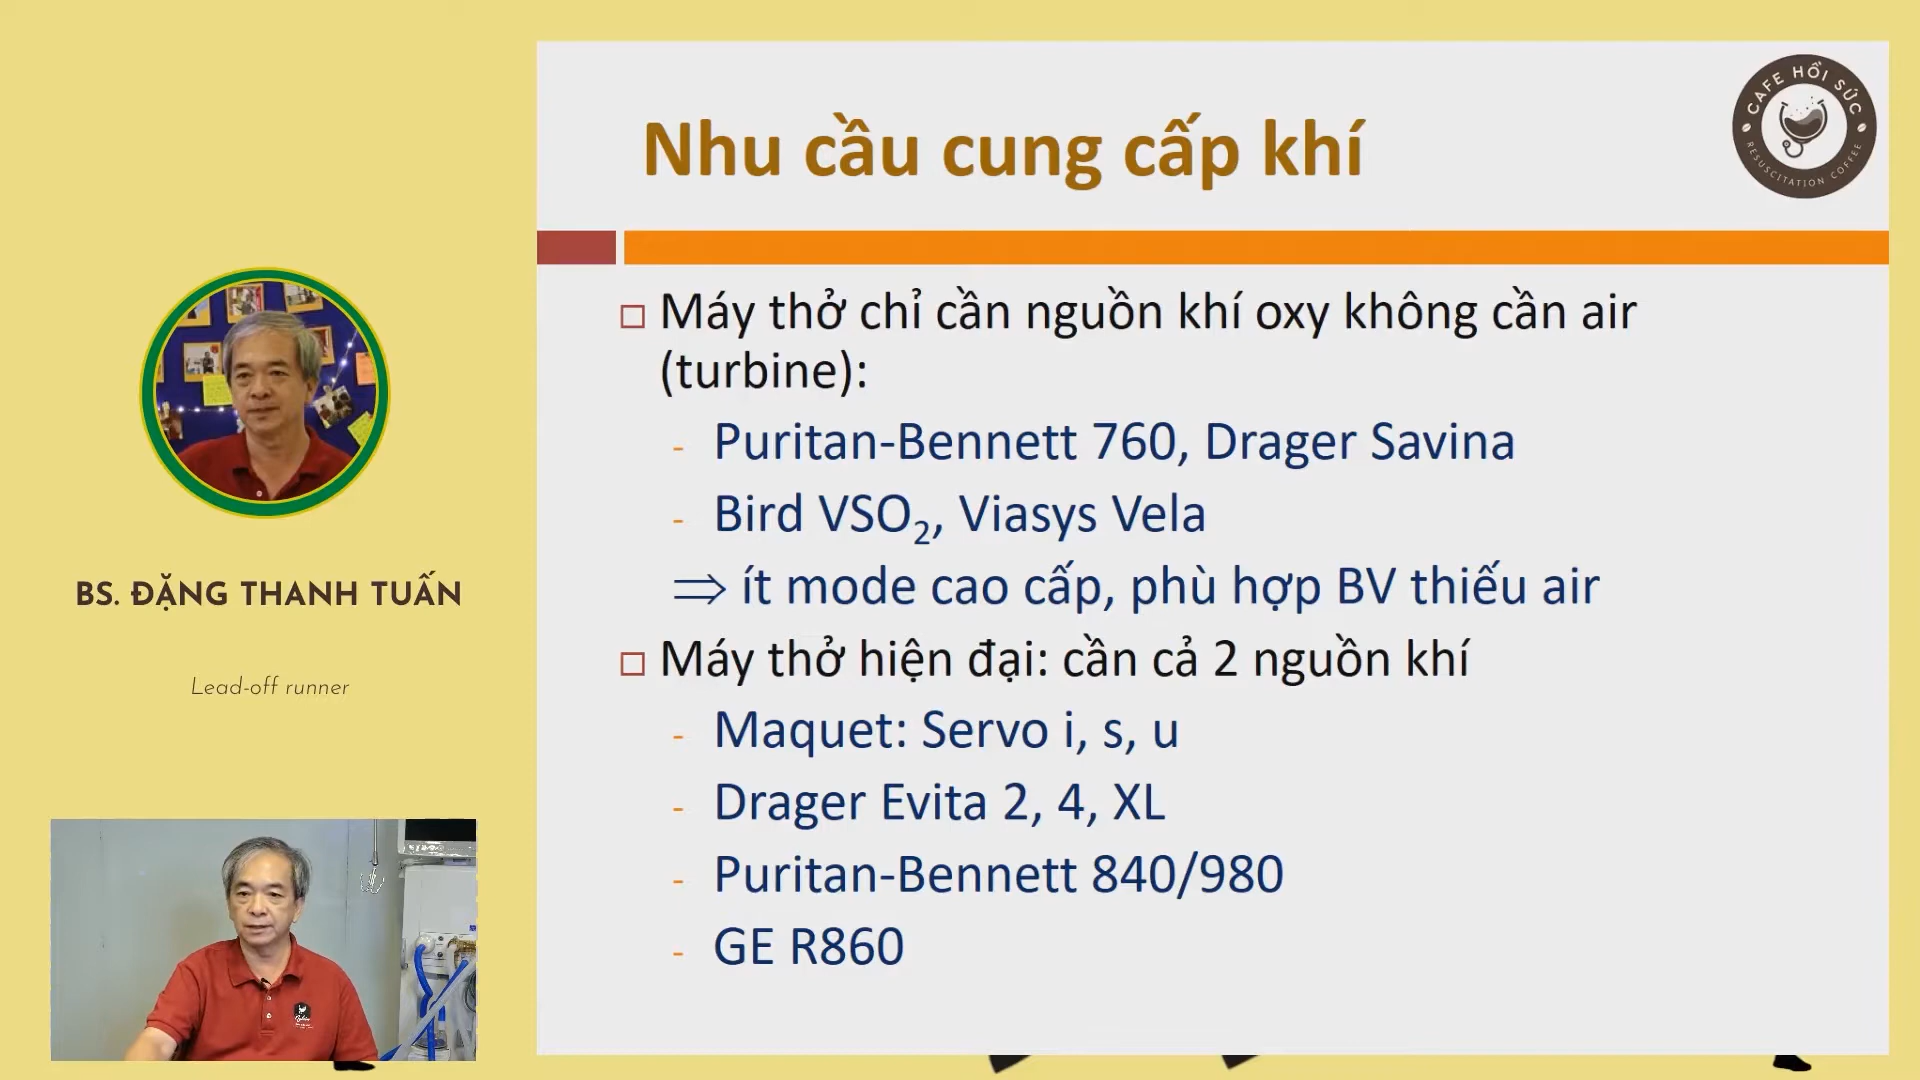 CAFE HỒI SỨC
RESUSCITATION COFFEE
Nhu cầu cung cấp khí
Máy thở chỉ cần nguồn khí oxy không cần air
(turbine):
- Puritan-Bennett 760, Drager Savina
- Bird VSO₂, Viasys Vela
⇒ ít mode cao cấp, phù hợp BV thiếu air
Máy thở hiện đại: cần cả 2 nguồn khí
- Maquet: Servo i, s, u
- Drager Evita 2, 4, XL
- Puritan-Bennett 840/980
- GE R860
BS. ĐẶNG THANH TUẤN
Lead-off runner